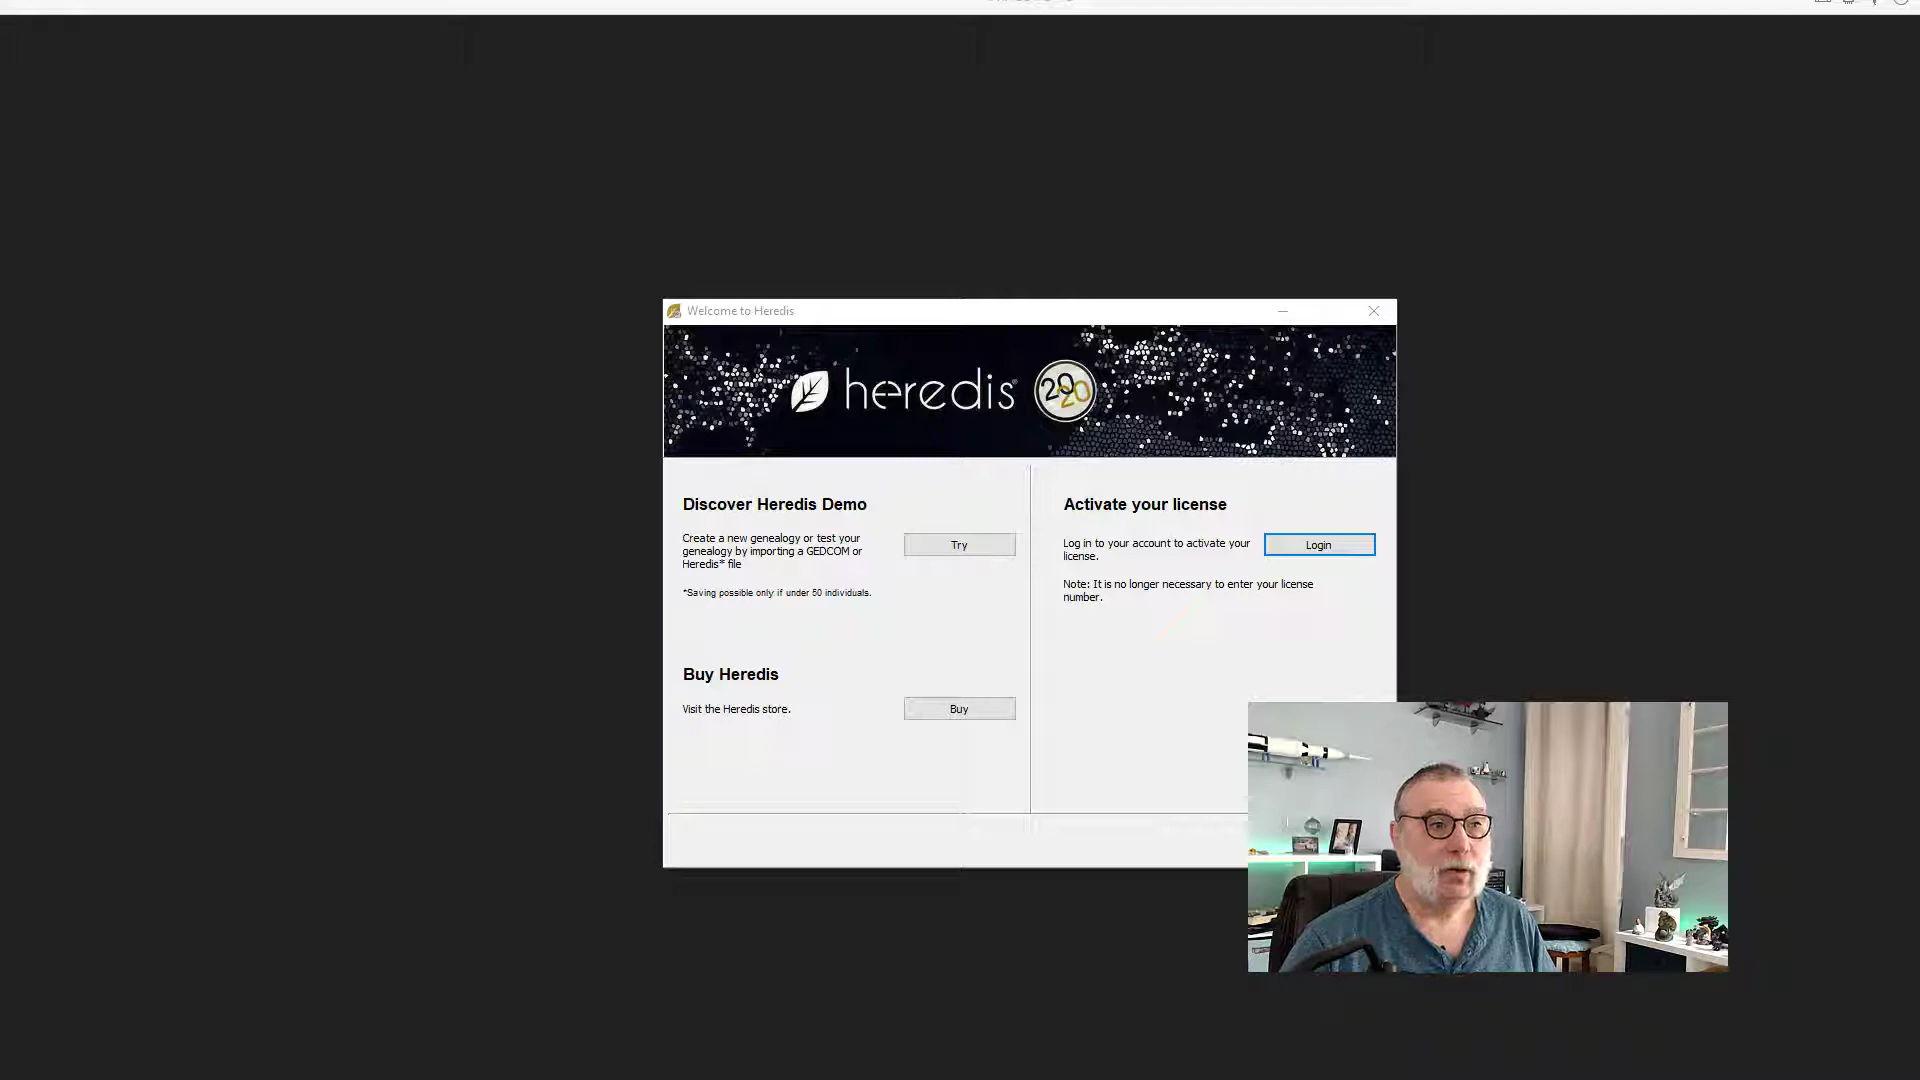 Welcome to Heredis
heredis 2020
Discover Heredis Demo
Create a new genealogy or test your
genealogy by importing a GEDCOM or
Heredis* file
Try
*Saving possible only if under 50 individuals.
Buy Heredis
Visit the Heredis store.
Buy
Activate your license
Log in to your account to activate your
license.
Login
Note: It is no longer necessary to enter your license
number.